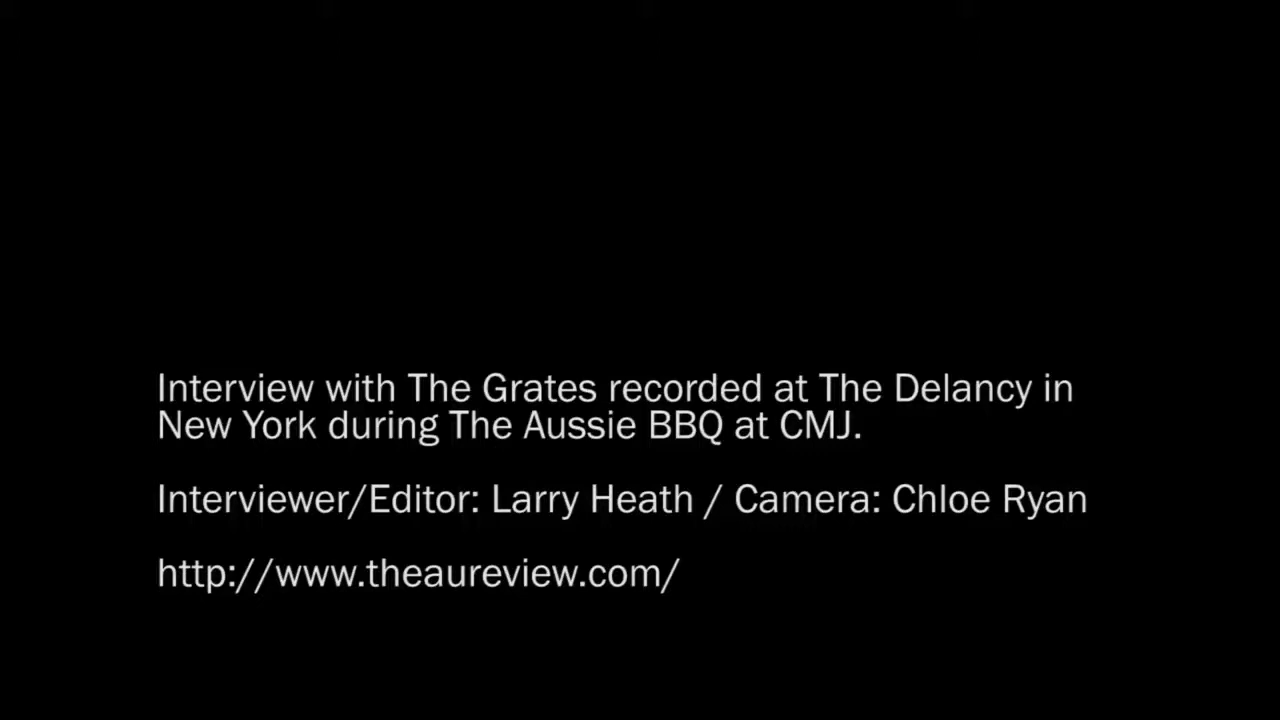 Interview with The Grates recorded at The Delancy in
New York during The Aussie BBQ at CMJ.
Interviewer/Editor: Larry Heath / Camera: Chloe Ryan
http://www.theaureview.com/